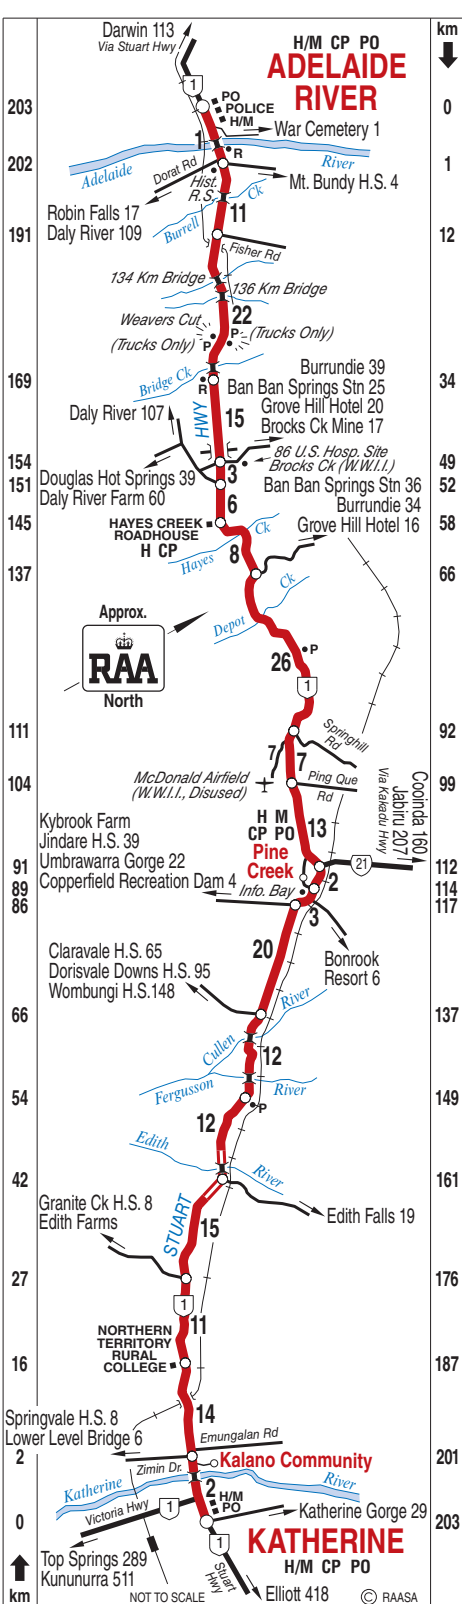 km
Darwin 113
Via Stuart Hwy
H/M CP PO
ADELAIDE
RIVER
1
PO
POLICE
H/M
203
0
War Cemetery 1
1
202
1
River
R
Adelaide
Dorat Rd
Hist.
R.S.
Mt. Bundy H.S. 4
Ck
Robin Falls 17
Daly River 109
11
Burrell
191
12
Fisher Rd
134 Km Bridge
136 Km Bridge
22
Weavers Cut
(Trucks Only)
P
P
(Trucks Only)
Bridge Ck
169
R
34
Burrundie 39
Ban Ban Springs Stn 25
Grove Hill Hotel 20
Brocks Ck Mine 17
Daly River 107
HWY
15
86 U.S. Hosp. Site
Brocks Ck (W.W.I.I.)
154
49
3
151
52
Douglas Hot Springs 39
Daly River Farm 60
Ban Ban Springs Stn 36
Burrundie 34
Grove Hill Hotel 16
6
145
58
HAYES CREEK
ROADHOUSE
H CP
Ck
8
Hayes
137
66
Ck
Approx.
RAA
North
Depot
26
P
1
111
92
Springhill
Rd
7
7
McDonald Airfield
(W.W.I.I., Disused)
104
99
Ping Que
Rd
Cooinda 160
Jabiru 207
Via Kakadu Hwy
H M
CP PO
Pine
Creek
13
Kybrook Farm
Jindare H.S. 39
Umbrawarra Gorge 22
Copperfield Recreation Dam 4
91
21
112
2
89
Info. Bay
114
86
3
117
Bonrook
Resort 6
20
Claravale H.S. 65
Dorisvale Downs H.S. 95
Wombungi H.S.148
66
137
River
Cullen
12
Fergusson
River
54
149
P
12
Edith
River
42
161
Granite Ck H.S. 8
Edith Farms
STUART
15
Edith Falls 19
27
176
1
11
NORTHERN
TERRITORY
RURAL
COLLEGE
16
187
14
Springvale H.S. 8
Lower Level Bridge 6
Emungalan Rd
2
201
Kalano Community
Zimin Dr.
Katherine
River
2
H/M
PO
Victoria Hwy
1
Katherine Gorge 29
0
203
KATHERINE
H/M CP PO
1
Stuart
Hwy
Top Springs 289
Kununurra 511
Elliott 418
km
NOT TO SCALE
© RAASA